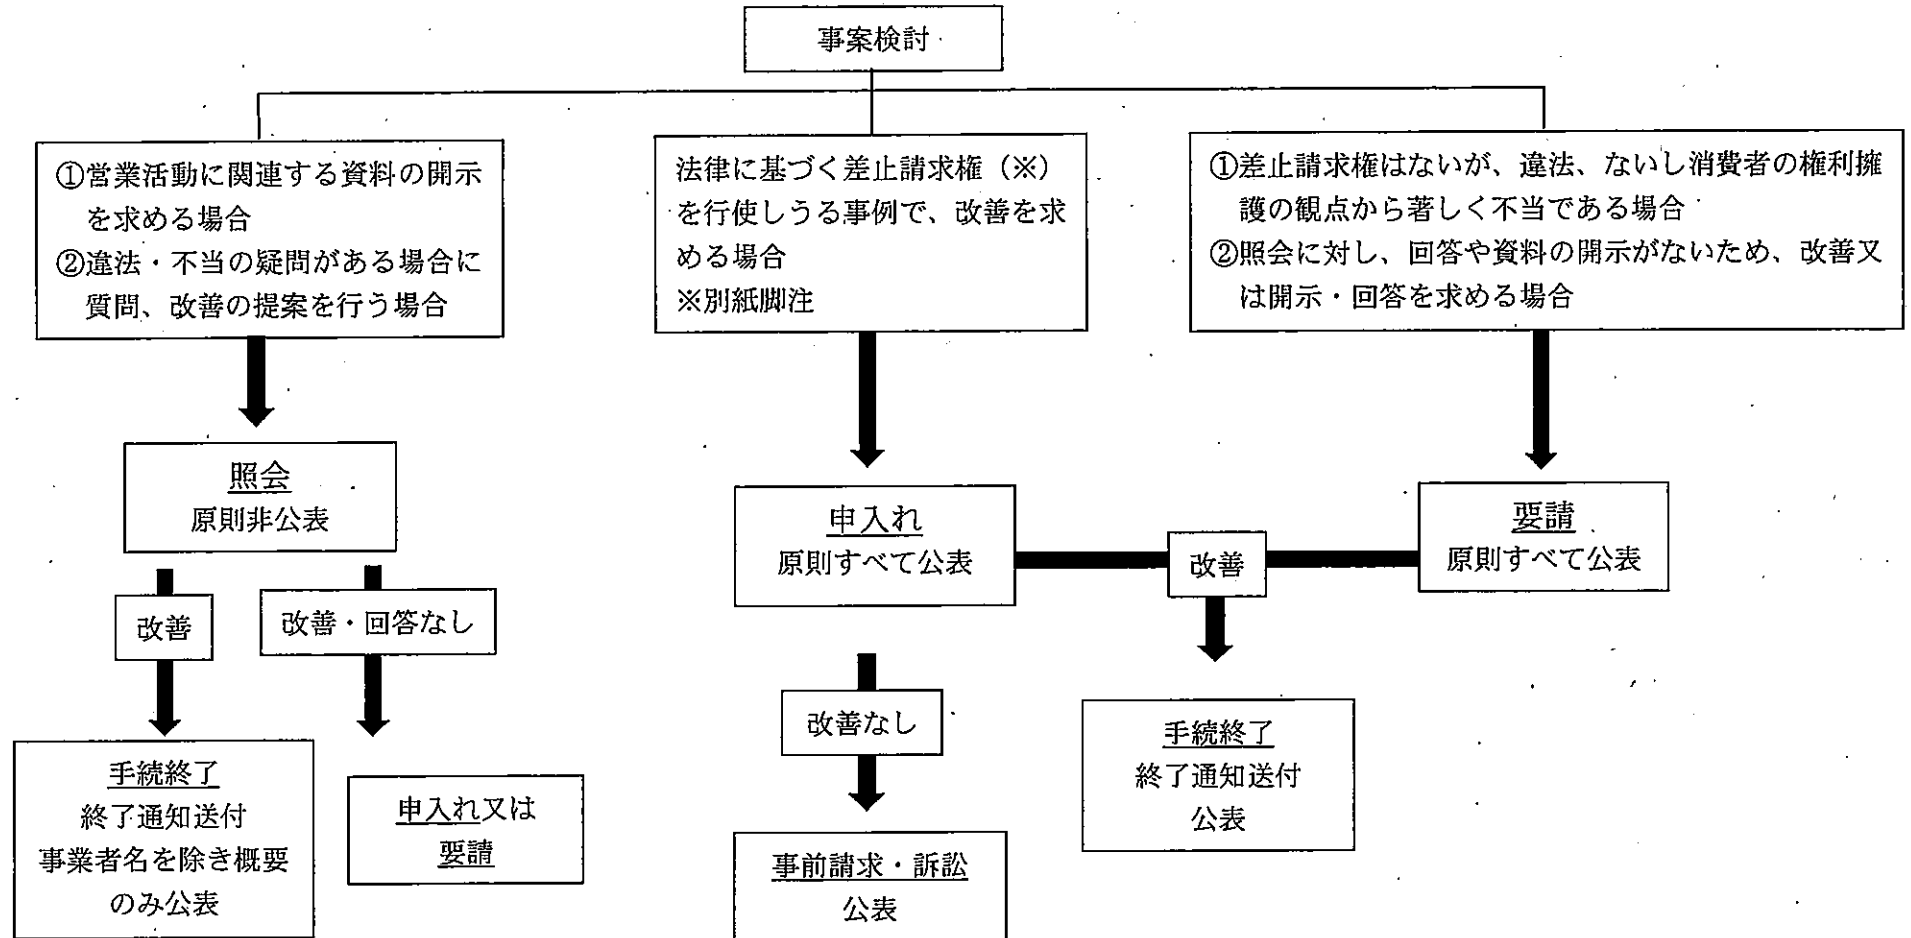 事案検討
①営業活動に関連する資料の開示
を求める場合
②違法・不当の疑問がある場合に
質問、改善の提案を行う場合
法律に基づく差止請求権（※）
を行使しうる事例で、改善を求
める場合
※別紙脚注
①差止請求権はないが、違法、ないし消費者の権利擁
護の観点から著しく不当である場合
②照会に対し、回答や資料の開示がないため、改善又
は開示・回答を求める場合
照会
原則非公表
申入れ
原則すべて公表
要請
原則すべて公表
改善
改善
改善・回答なし
改善なし
手続終了
終了通知送付
事業者名を除き概要
のみ公表
申入れ又は
要請
事前請求・訴訟
公表
手続終了
終了通知送付
公表